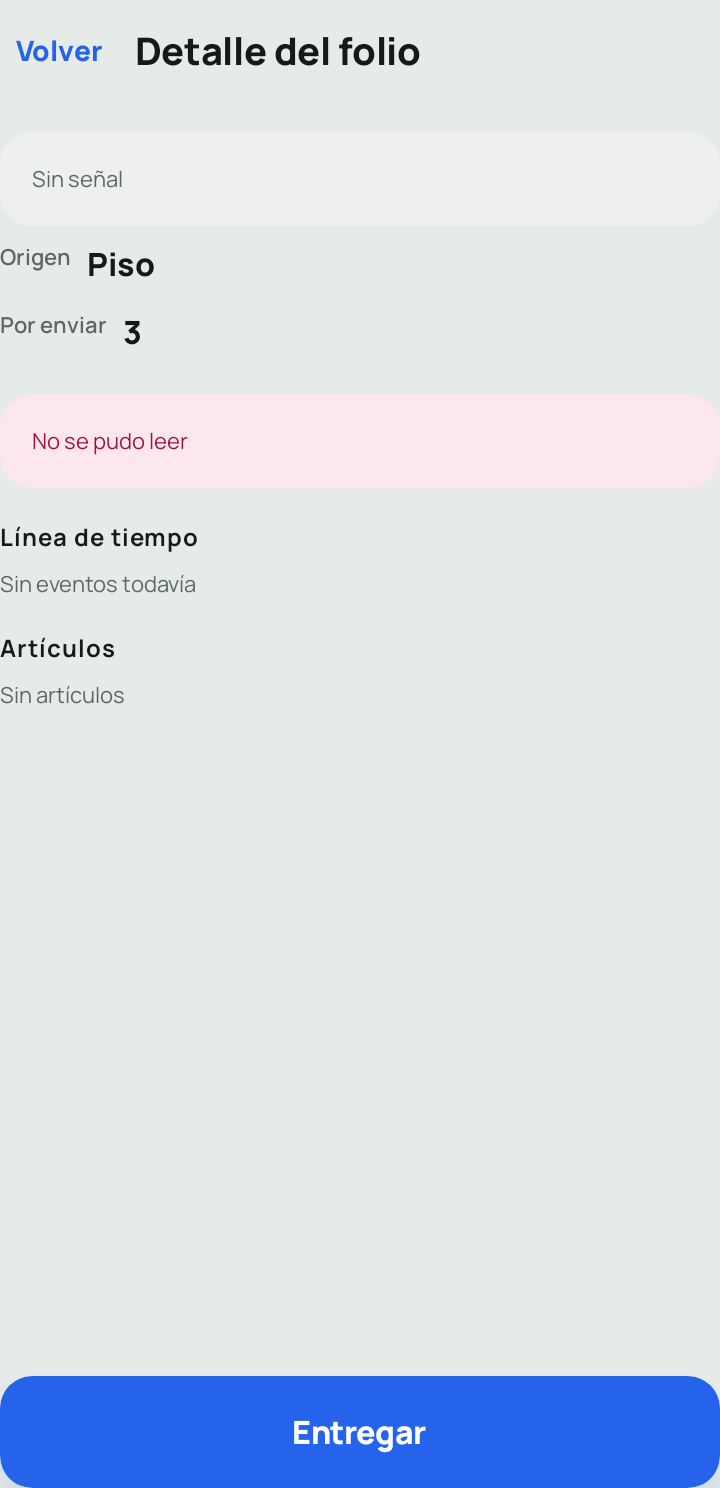 Volver Detalle del folio
Sin señal
Origen Piso
Por enviar 3
No se pudo leer
Línea de tiempo
Sin eventos todavía
Artículos
Sin artículos
Entregar